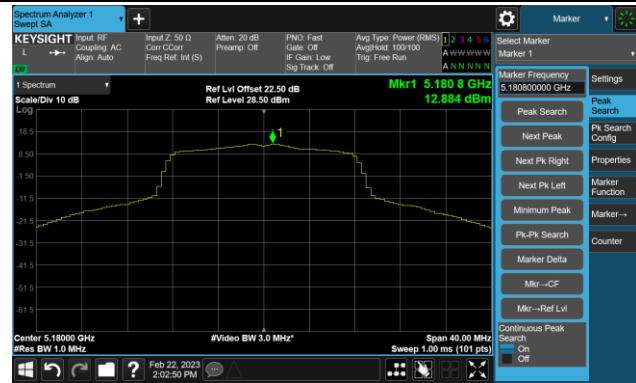 Spectrum Analyzer 1
Swept SA
+
Marker
KEYSIGHT Input: RF Input Z: 50 Ω Atten: 20 dB PNO: Fast Avg Type: Power (RMS) 1 2 3 4 5 6
L Coupling: AC Corr CCorr Preamp: Off Gate: Off Avg|Hold: 100/100 A W W W W W
Align: Auto Freq Ref: Int (S) IF Gain: Low Trig: Free Run
Sig Track: Off A N N N N N
Select Marker
Marker 1
1 Spectrum
Scale/Div 10 dB
Log
Ref Lvl Offset 22.50 dB
Ref Level 28.50 dBm
Mkr1 5.180 8 GHz
12.884 dBm
1
18.5
8.50
-1.50
-11.5
-21.5
-31.5
-41.5
-51.5
-61.5
Center 5.18000 GHz #Video BW 3.0 MHz* Span 40.00 MHz
#Res BW 1.0 MHz Sweep 1.00 ms (101 pts)
Feb 22, 2023
2:02:50 PM
?
Marker Frequency
5.180800000 GHz
Peak Search
Next Peak
Next Pk Right
Next Pk Left
Minimum Peak
Pk-Pk Search
Marker Delta
Mkr→CF
Mkr→Ref Lvl
Continuous Peak
Search
On
Off
Settings
Peak
Search
Pk Search
Config
Properties
Marker
Function
Marker→
Counter